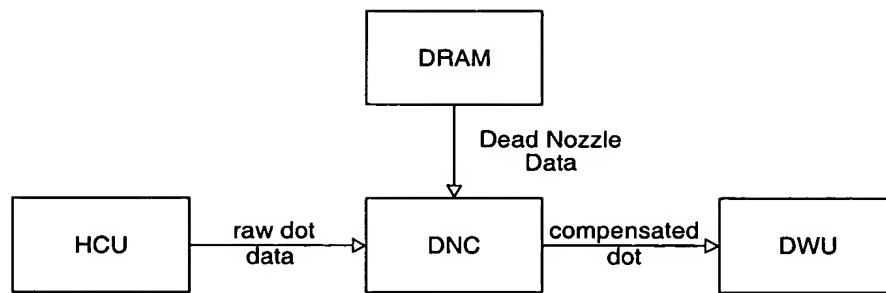 DRAM
Dead Nozzle
Data
HCU
raw dot
data
DNC
compensated
dot
DWU